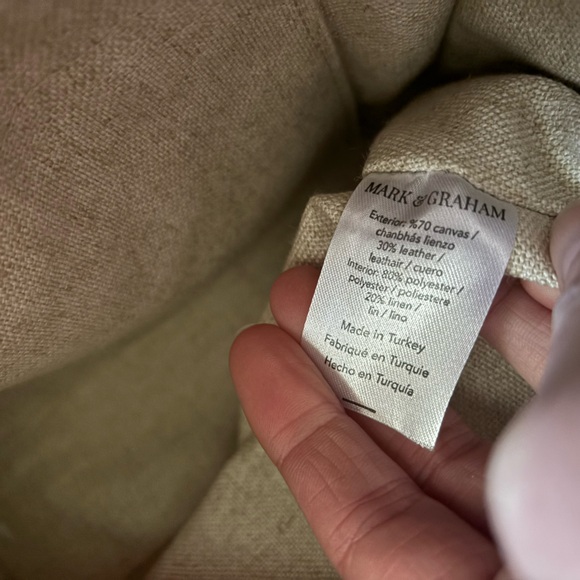 MARK & GRAHAM
Exterior: %70 canvas /
chanbhás lienzo
30% leather /
leathair / cuero
Interior: 80% polyester /
polyester / poliestere
20% linen /
lin / lino
Made in Turkey
Fabriqué en Turquie
Hecho en Turquía